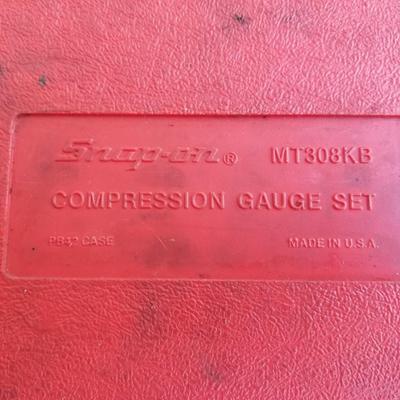 Snap-on® MT308KB
COMPRESSION GAUGE SET
PB42 CASE MADE IN U.S.A.